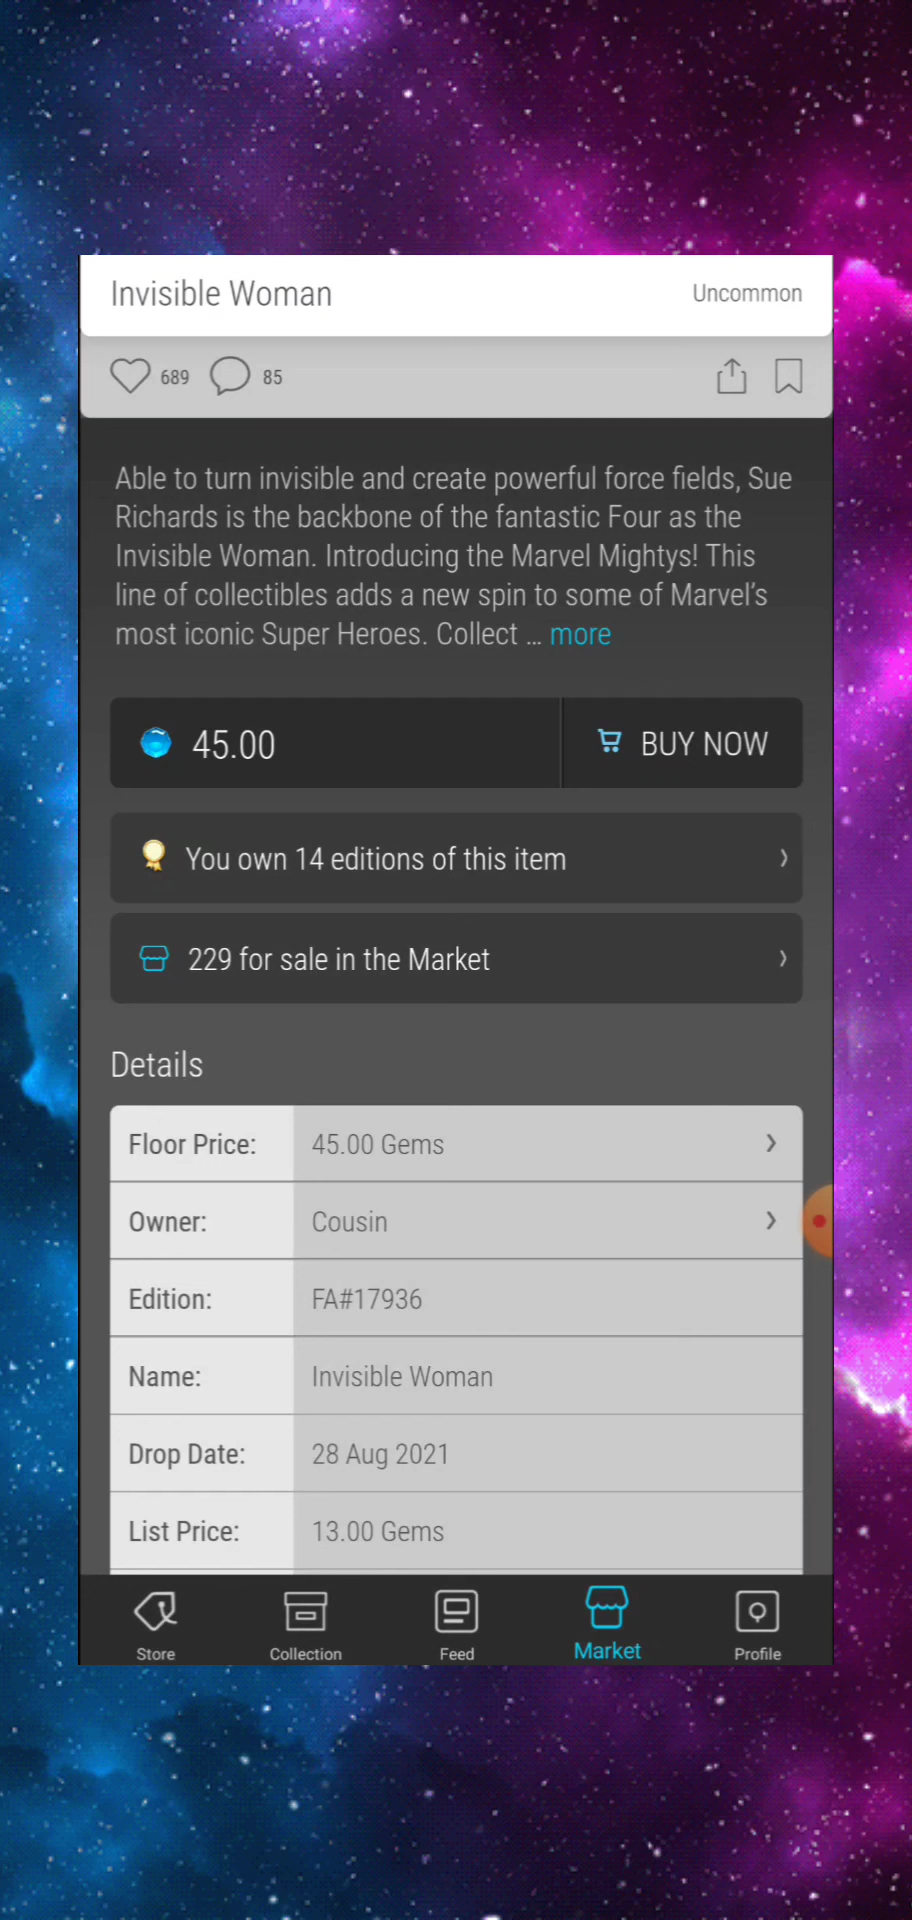 Invisible Woman
Uncommon
689
85
Able to turn invisible and create powerful force fields, Sue
Richards is the backbone of the fantastic Four as the
Invisible Woman. Introducing the Marvel Mightys! This
line of collectibles adds a new spin to some of Marvel’s
most iconic Super Heroes. Collect ... more
45.00
BUY NOW
You own 14 editions of this item
229 for sale in the Market
Details
Floor Price: 45.00 Gems
Owner: Cousin
Edition: FA#17936
Name: Invisible Woman
Drop Date: 28 Aug 2021
List Price: 13.00 Gems
Store
Collection
Feed
Market
Profile